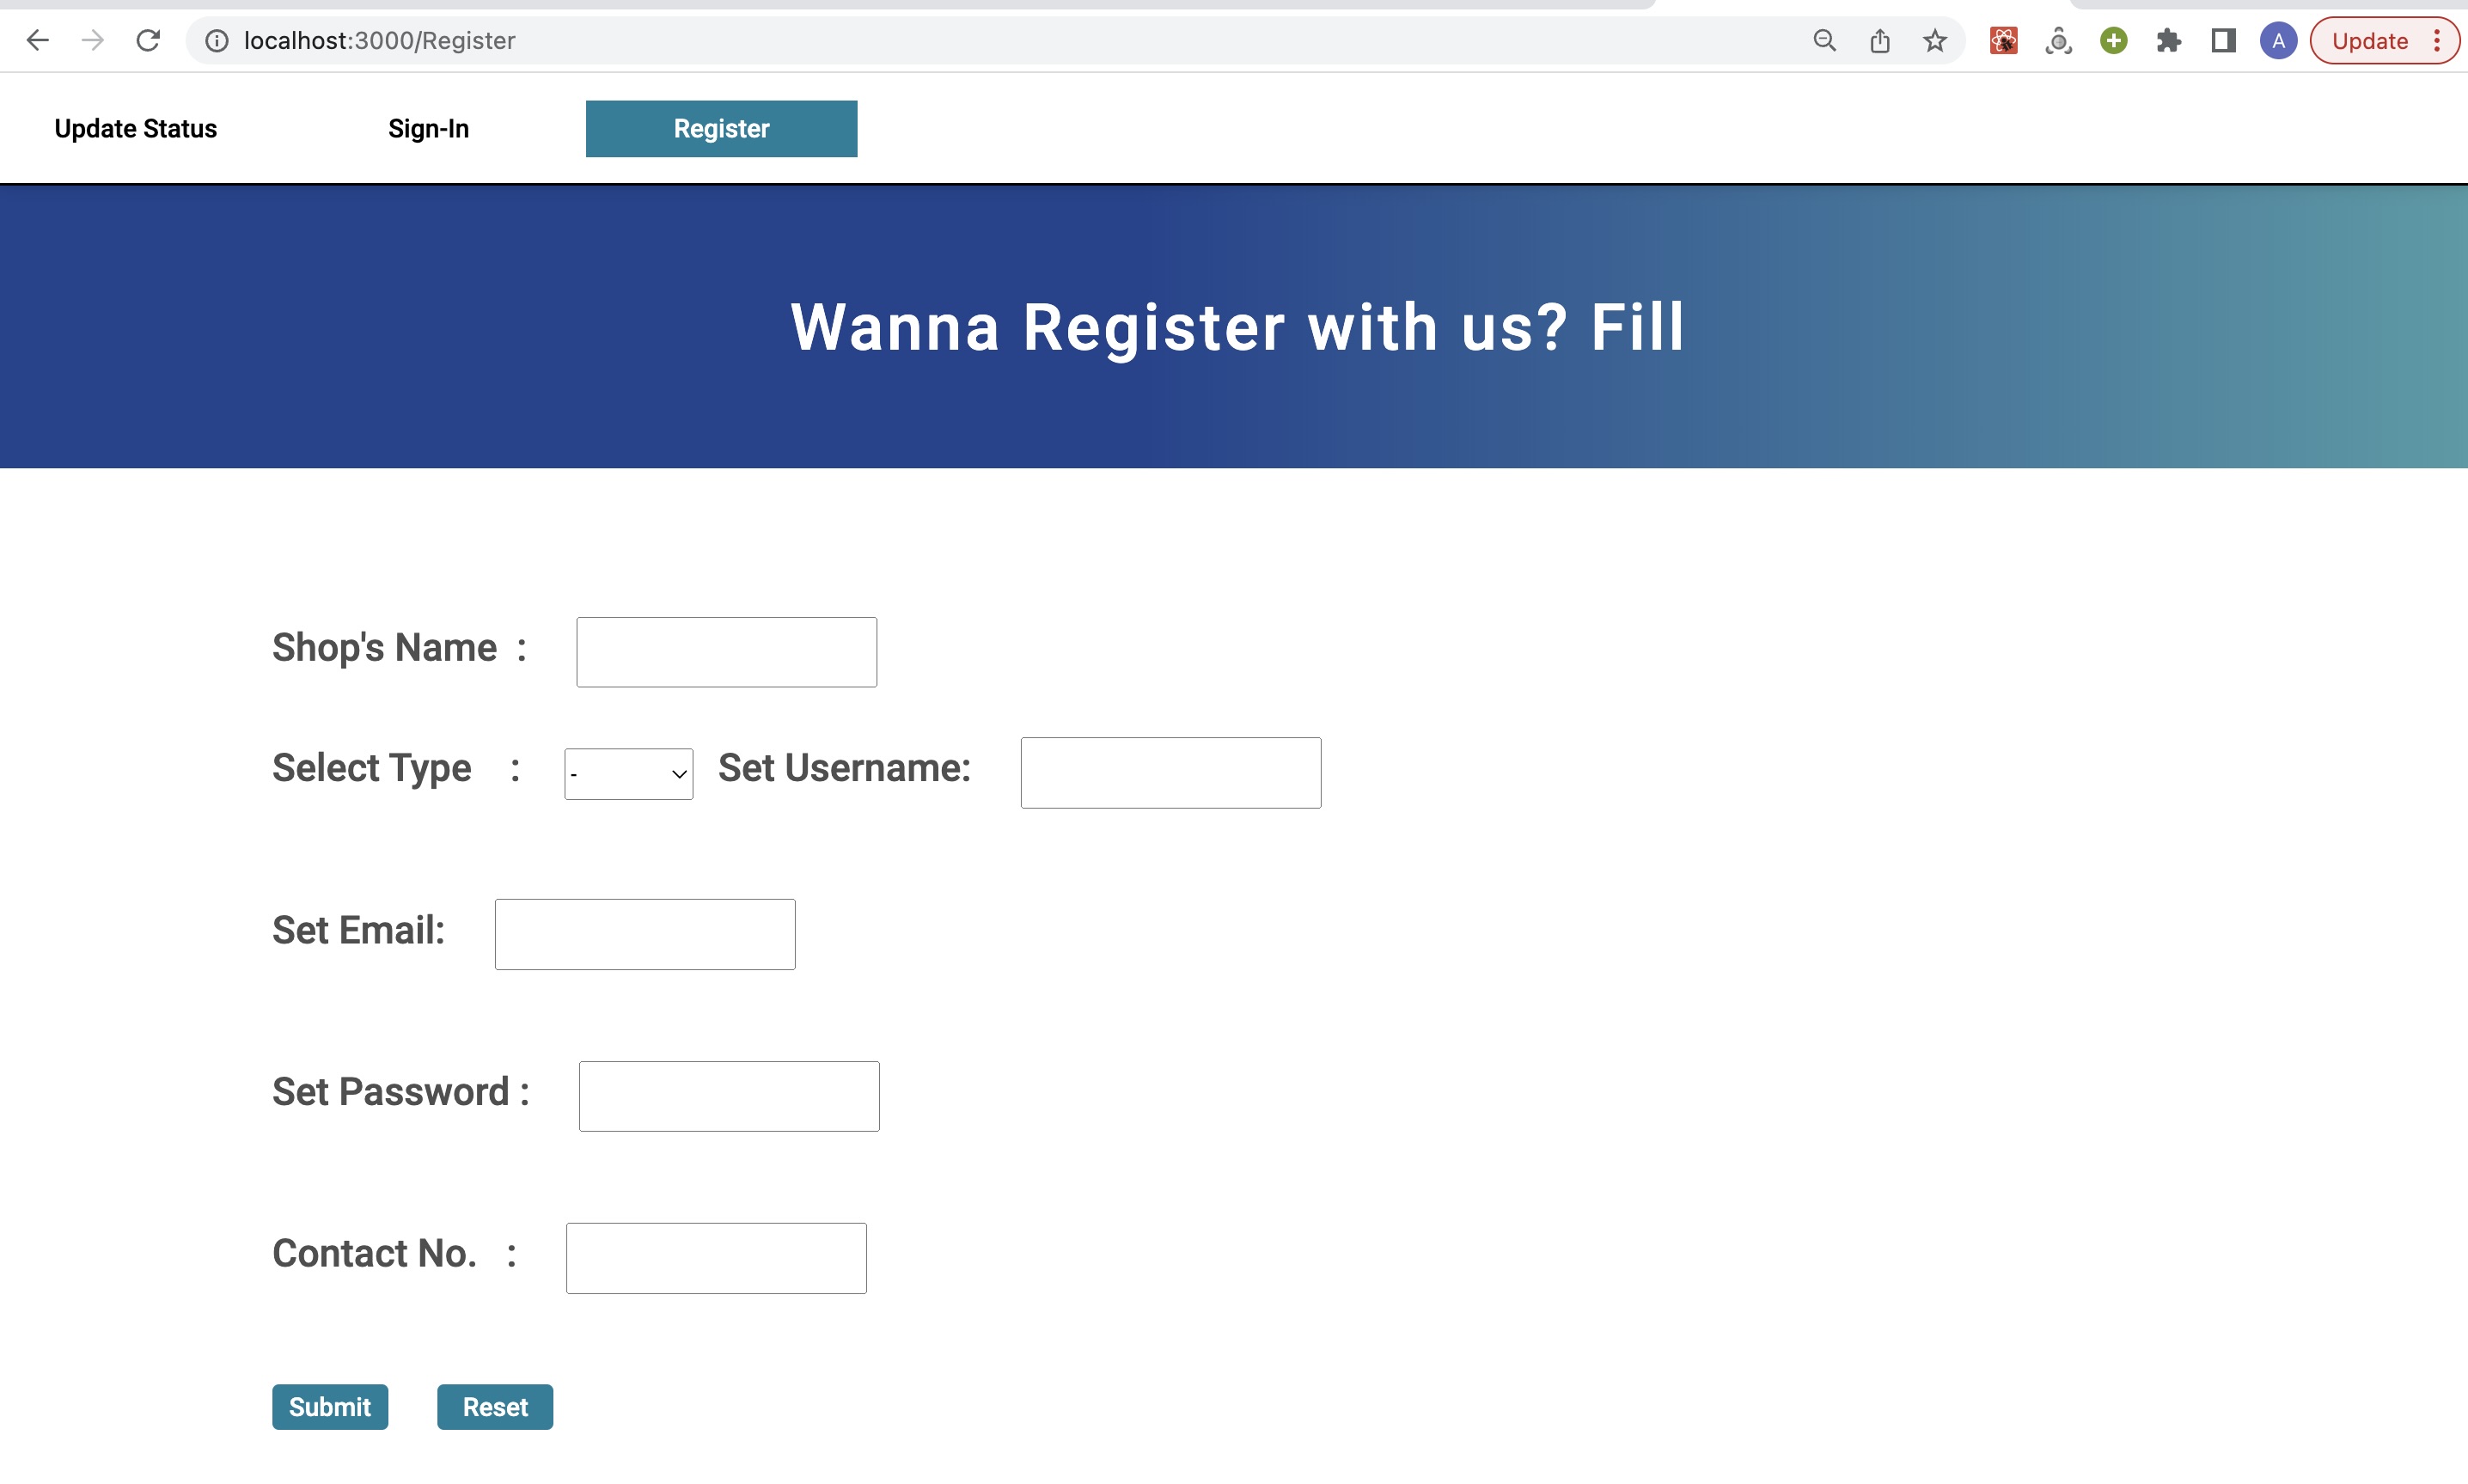 localhost:3000/Register
A
Update
Update Status
Sign-In
Register
Wanna Register with us? Fill
Shop's Name :
Select Type : - Set Username:
Set Email:
Set Password :
Contact No. :
Submit
Reset